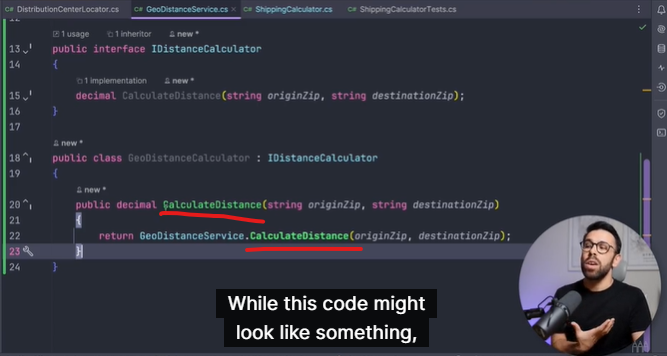 DistributionCenterLocator.cs GeoDistanceService.cs ShippingCalculator.cs ShippingCalculatorTests.cs
12
1 usage 1 inheritor new *
13 public interface IDistanceCalculator
14 {
1 implementation new *
15 decimal CalculateDistance(string originZip, string destinationZip);
16 }
17
new *
18 public class GeoDistanceCalculator : IDistanceCalculator
19 {
new *
20 public decimal CalculateDistance(string originZip, string destinationZip)
21 {
22 return GeoDistanceService.CalculateDistance(originZip, destinationZip);
23 }
24 }
While this code might
look like something,